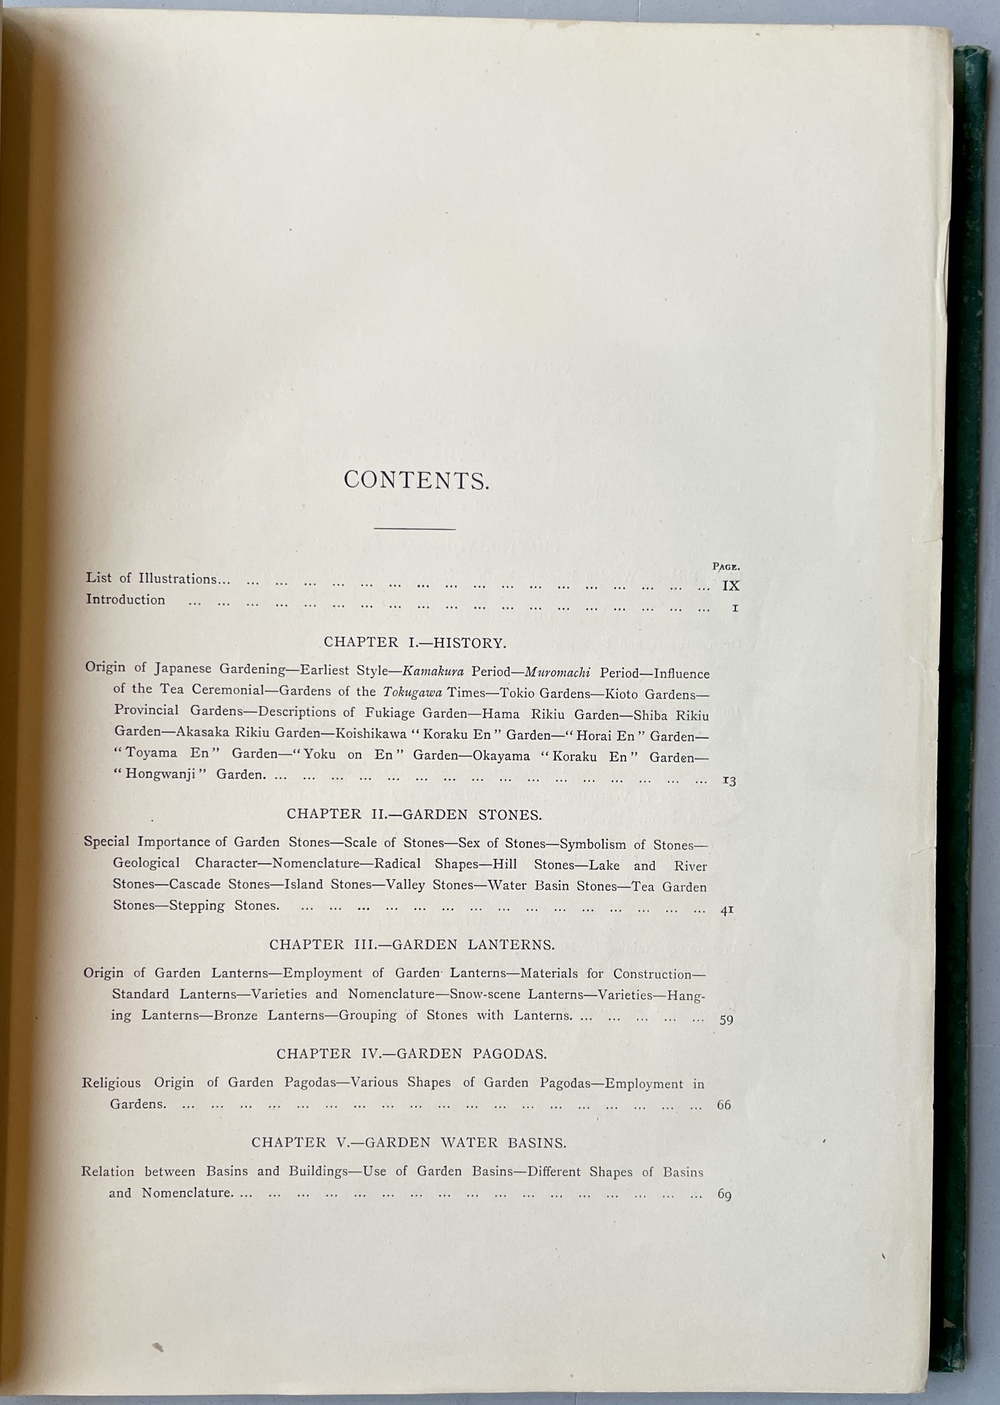 CONTENTS.
PAGE.
List of Illustrations... ... ... ... ... ... ... ... ... ... ... ... ... ... ... ... ... ... IX
Introduction ... ... ... ... ... ... ... ... ... ... ... ... ... ... ... ... ... ... ... 1
CHAPTER I.—HISTORY.
Origin of Japanese Gardening—Earliest Style—Kamakura Period—Muromachi Period—Influence
of the Tea Ceremonial—Gardens of the Tokugawa Times—Tokio Gardens—Kioto Gardens—
Provincial Gardens—Descriptions of Fukiage Garden—Hama Rikiu Garden—Shiba Rikiu
Garden—Akasaka Rikiu Garden—Koishikawa “Koraku En” Garden—“Horai En” Garden—
“Toyama En” Garden—“Yoku on En” Garden—Okayama “Koraku En” Garden—
“Hongwanji” Garden. ... ... ... ... ... ... ... ... ... ... ... ... ... ... ... ... 13
CHAPTER II.—GARDEN STONES.
Special Importance of Garden Stones—Scale of Stones—Sex of Stones—Symbolism of Stones—
Geological Character—Nomenclature—Radical Shapes—Hill Stones—Lake and River
Stones—Cascade Stones—Island Stones—Valley Stones—Water Basin Stones—Tea Garden
Stones—Stepping Stones. ... ... ... ... ... ... ... ... ... ... ... ... ... ... ... 41
CHAPTER III.—GARDEN LANTERNS.
Origin of Garden Lanterns—Employment of Garden Lanterns—Materials for Construction—
Standard Lanterns—Varieties and Nomenclature—Snow-scene Lanterns—Varieties—Hang-
ing Lanterns—Bronze Lanterns—Grouping of Stones with Lanterns. ... ... ... ... ... 59
CHAPTER IV.—GARDEN PAGODAS.
Religious Origin of Garden Pagodas—Various Shapes of Garden Pagodas—Employment in
Gardens. ... ... ... ... ... ... ... ... ... ... ... ... ... ... ... ... ... ... ... 66
CHAPTER V.—GARDEN WATER BASINS.
Relation between Basins and Buildings—Use of Garden Basins—Different Shapes of Basins
and Nomenclature. ... ... ... ... ... ... ... ... ... ... ... ... ... ... ... ... ... 69